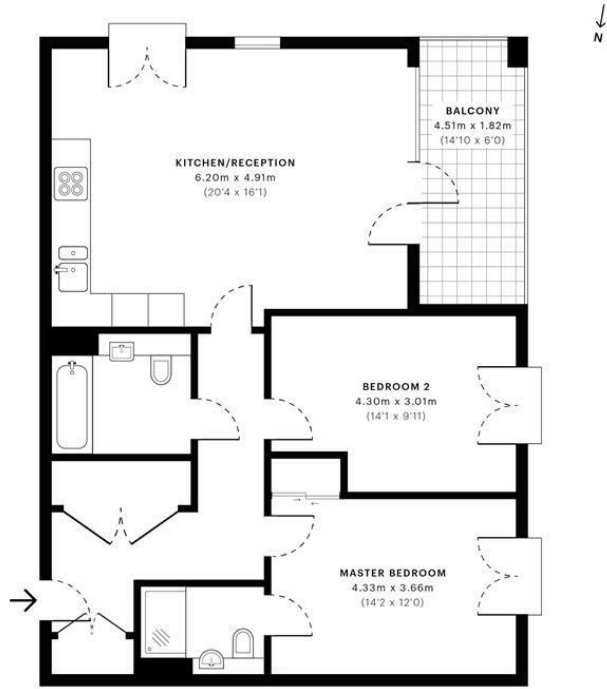 N
BALCONY
4.51m x 1.82m
(14'10 x 6'0)
KITCHEN/RECEPTION
6.20m x 4.91m
(20'4 x 16'1)
BEDROOM 2
4.30m x 3.01m
(14'1 x 9'11)
MASTER BEDROOM
4.33m x 3.66m
(14'2 x 12'0)